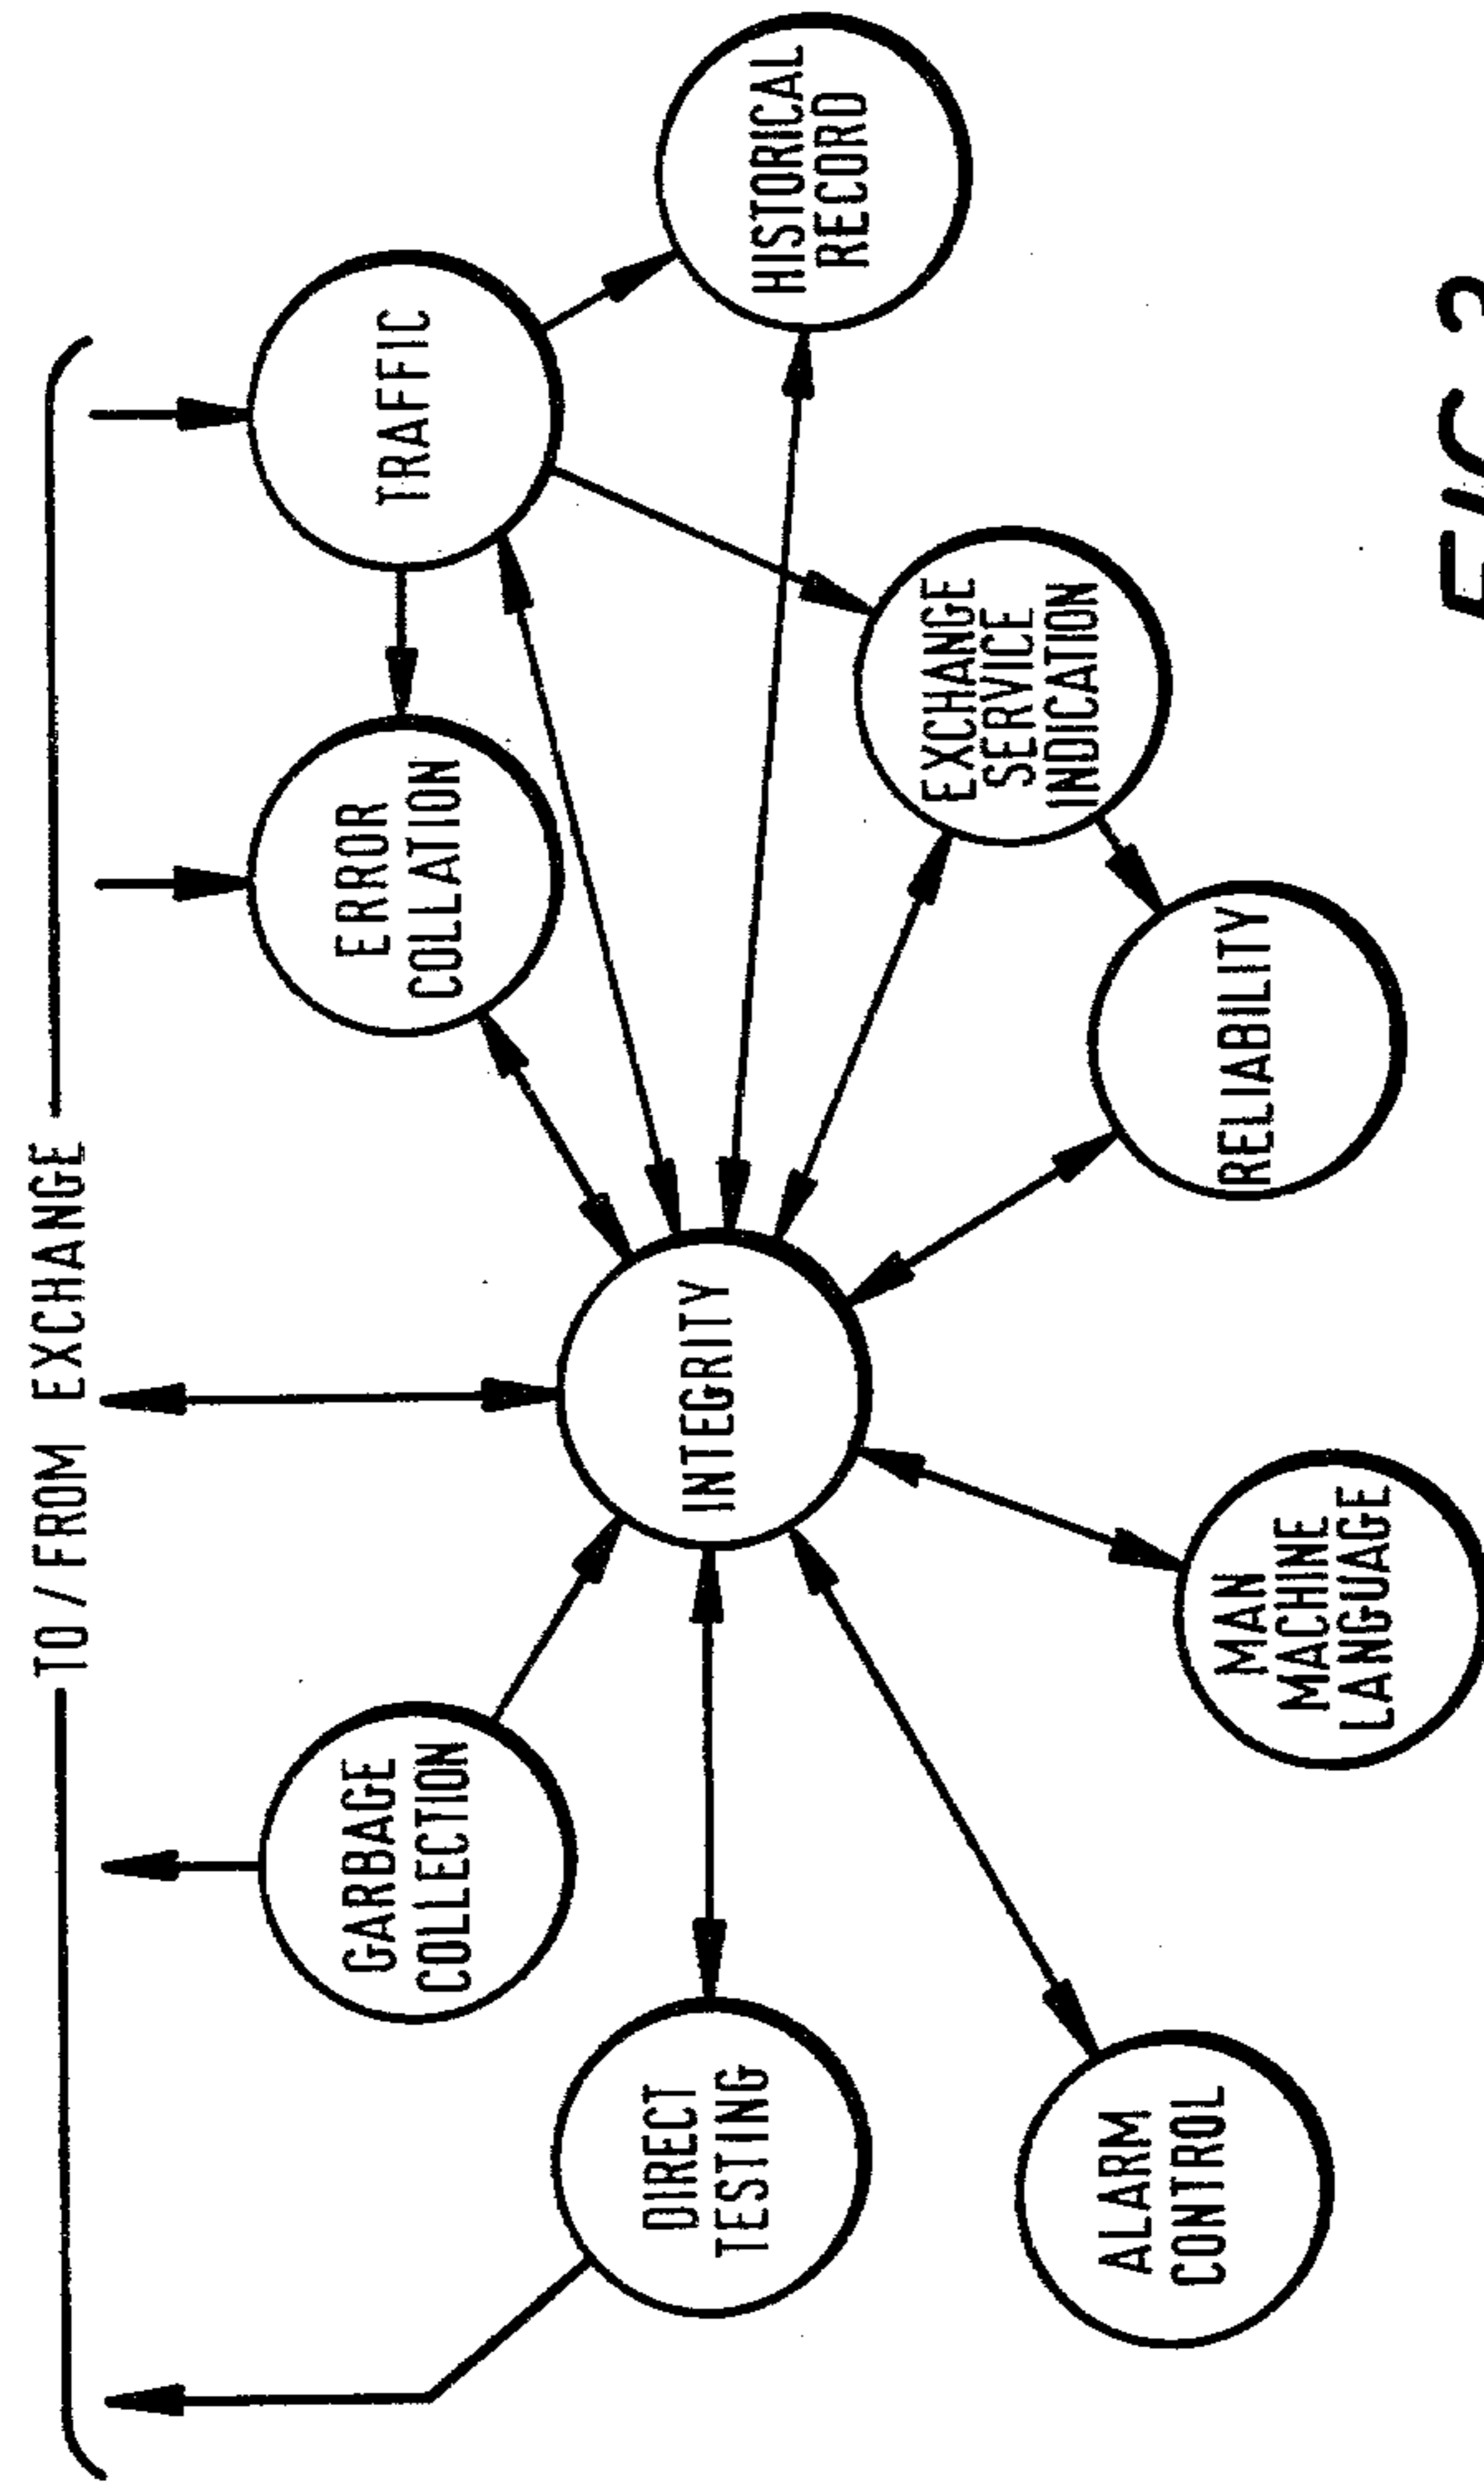 TO / FROM EXCHANGE
GARBAGE
COLLECTION
ERROR
COLLATION
TRAFFIC
DIRECT
TESTING
INTEGRITY
HISTORICAL
RECORD
ALARM
CONTROL
MAN
MACHINE
LANGUAGE
RELIABILITY
EXCHANGE
SERVICE
INDICATION